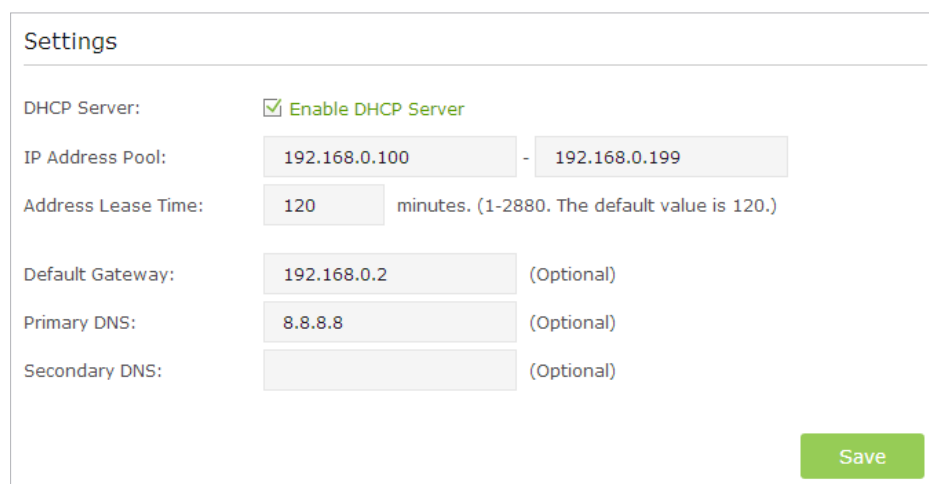 Settings
DHCP Server: Enable DHCP Server
IP Address Pool: 192.168.0.100 - 192.168.0.199
Address Lease Time: 120 minutes. (1-2880. The default value is 120.)
Default Gateway: 192.168.0.2 (Optional)
Primary DNS: 8.8.8.8 (Optional)
Secondary DNS: (Optional)
Save